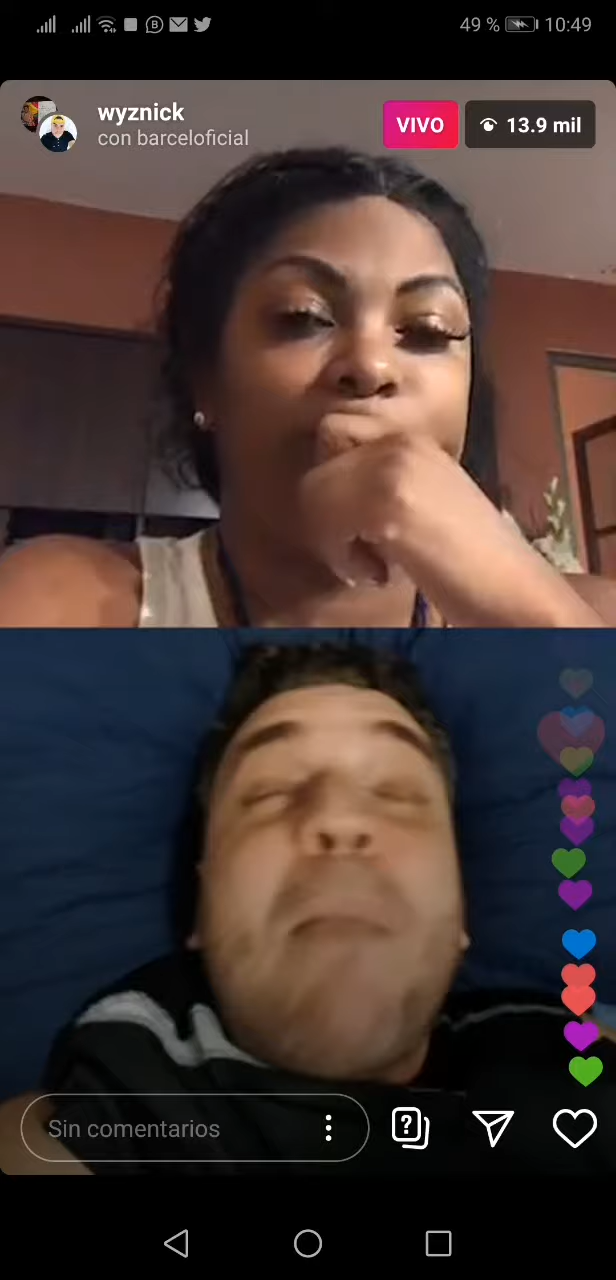 49 % 10:49
wyznick
con barceloficial
VIVO
13.9 mil
Sin comentarios